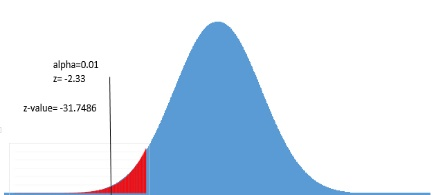 alpha=0.01
z= -2.33
z-value= -31.7486